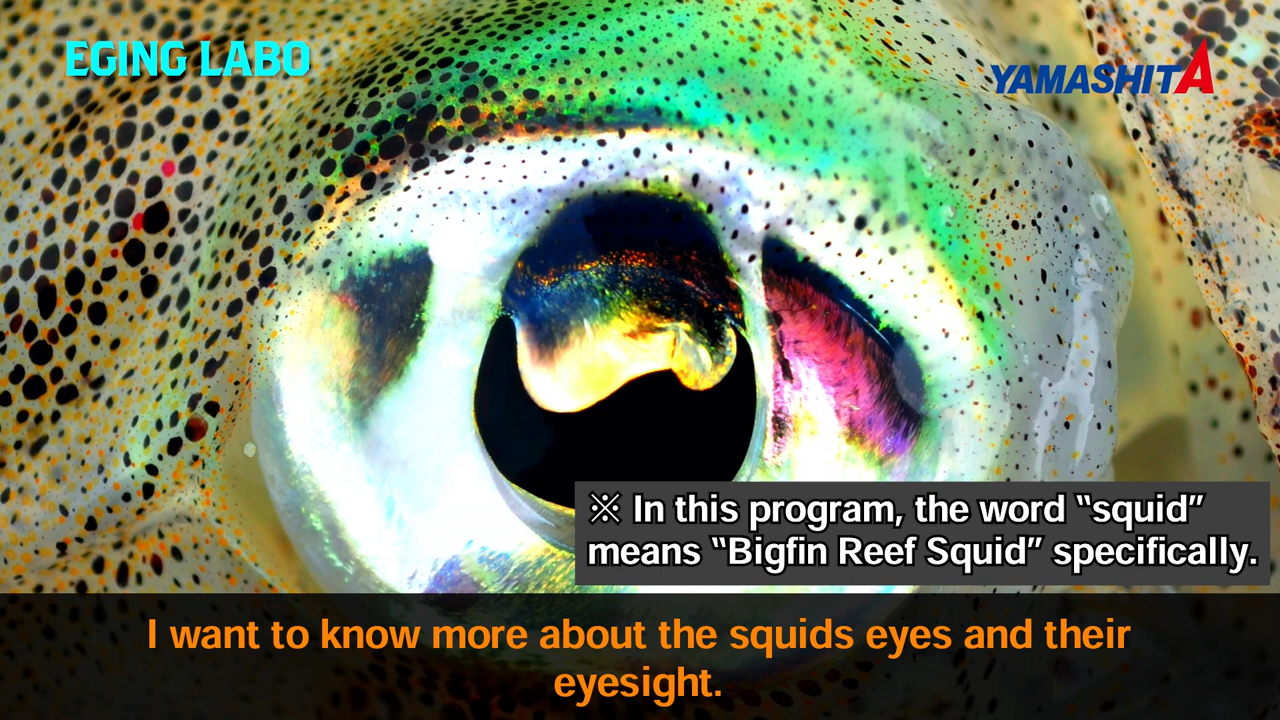 EGING LABO
YAMASHITA
※ In this program, the word “squid”
means “Bigfin Reef Squid” specifically.
I want to know more about the squids eyes and their
eyesight.